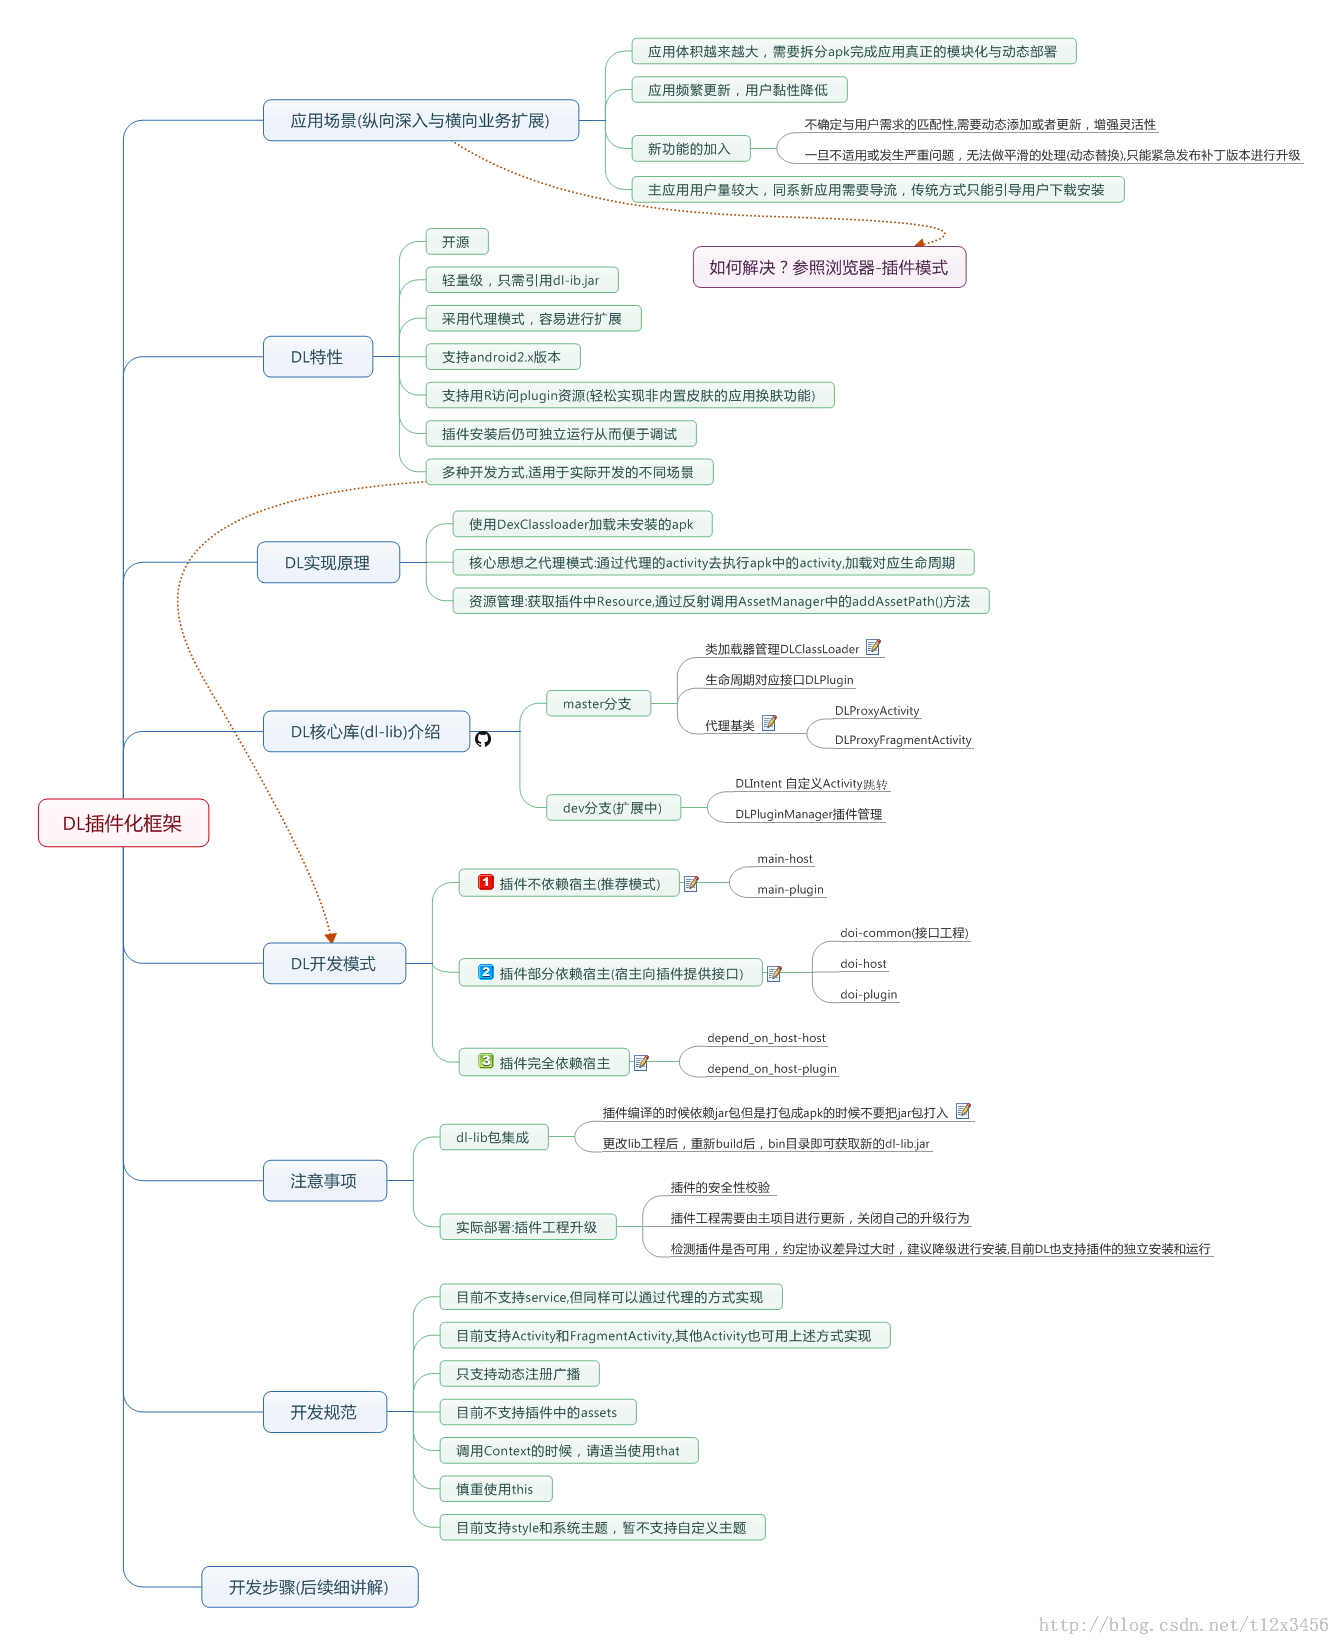 应用体积越来越大，需要拆分apk完成应用真正的模块化与动态部署
应用频繁更新，用户黏性降低
应用场景(纵向深入与横向业务扩展)
新功能的加入
不确定与用户需求的匹配性,需要动态添加或者更新，增强灵活性
一旦不适用或发生严重问题，无法做平滑的处理(动态替换),只能紧急发布补丁版本进行升级
主应用用户量较大，同系新应用需要导流，传统方式只能引导用户下载安装
如何解决？参照浏览器-插件模式
开源
轻量级，只需引用dl-ib.jar
采用代理模式，容易进行扩展
DL特性
支持android2.x版本
支持用R访问plugin资源(轻松实现非内置皮肤的应用换肤功能)
插件安装后仍可独立运行从而便于调试
多种开发方式,适用于实际开发的不同场景
使用DexClassloader加载未安装的apk
DL实现原理
核心思想之代理模式:通过代理的activity去执行apk中的activity,加载对应生命周期
资源管理:获取插件中Resource,通过反射调用AssetManager中的addAssetPath()方法
DL核心库(dl-lib)介绍
master分支
类加载器管理DLClassLoader
生命周期对应接口DLPlugin
代理基类
DLProxyActivity
DLProxyFragmentActivity
dev分支(扩展中)
DLIntent 自定义Activity跳转
DLPluginManager插件管理
DL插件化框架
DL开发模式
1 插件不依赖宿主(推荐模式)
main-host
main-plugin
2 插件部分依赖宿主(宿主向插件提供接口)
doi-common(接口工程)
doi-host
doi-plugin
3 插件完全依赖宿主
depend_on_host-host
depend_on_host-plugin
注意事项
dl-lib包集成
插件编译的时候依赖jar包但是打包成apk的时候不要把jar包打入
更改lib工程后，重新build后，bin目录即可获取新的dl-lib.jar
实际部署:插件工程升级
插件的安全性校验
插件工程需要由主项目进行更新，关闭自己的升级行为
检测插件是否可用，约定协议差异过大时，建议降级进行安装,目前DL也支持插件的独立安装和运行
目前不支持service,但同样可以通过代理的方式实现
目前支持Activity和FragmentActivity,其他Activity也可用上述方式实现
只支持动态注册广播
开发规范
目前不支持插件中的assets
调用Context的时候，请适当使用that
慎重使用this
目前支持style和系统主题，暂不支持自定义主题
开发步骤(后续细讲解)
http://blog.csdn.net/t12x3456